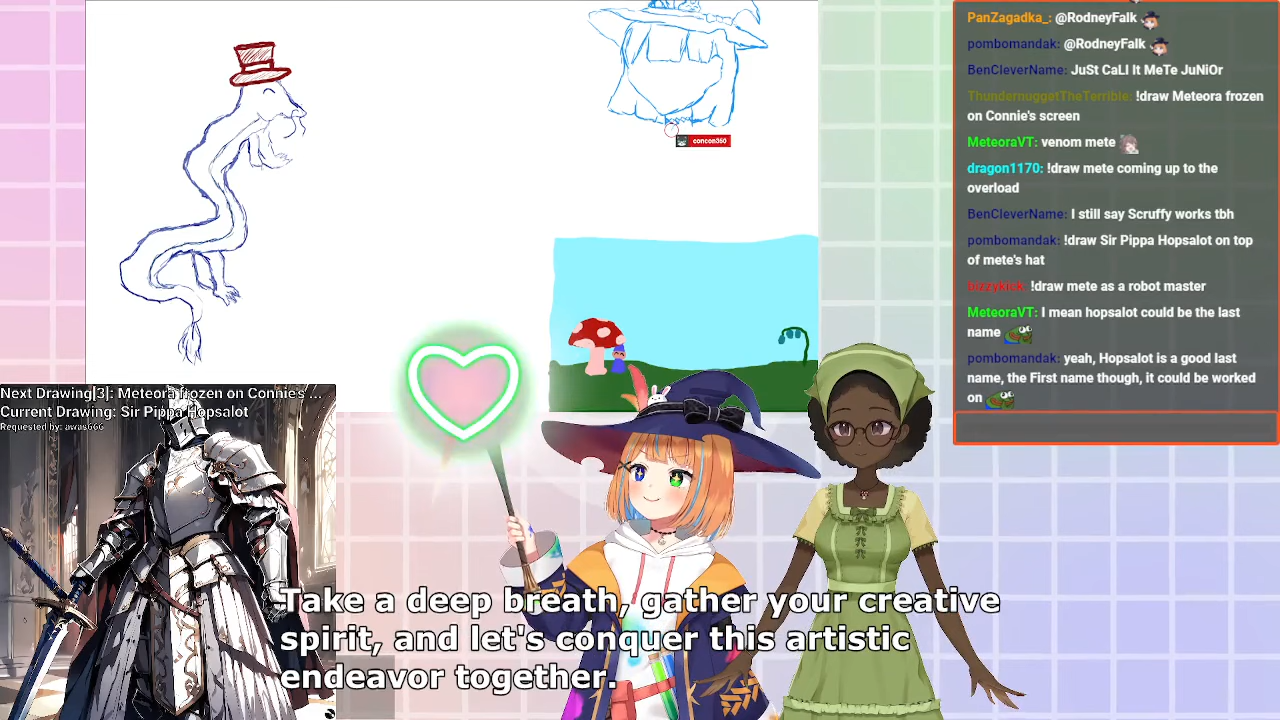 PanZagadka_: @RodneyFalk
pombomandak: @RodneyFalk
BenCleverName: JuSt CaLl It MeTe JuNiOr
ThundernuggetTheTerrible: !draw Meteora frozen
on Connie's screen
MeteoraVT: venom mete
dragon1170: !draw mete coming up to the
overload
BenCleverName: I still say Scruffy works tbh
pombomandak: !draw Sir Pippa Hopsalot on top
of mete's hat
!draw mete as a robot master
MeteoraVT: I mean hopsalot could be the last
name
pombomandak: yeah, Hopsalot is a good last
name, the First name though, it could be worked
on
concon360
Next Drawing[3]: Meteora frozen on Connie's ...
Current Drawing: Sir Pippa Hopsalot
Requested by: awas666
Take a deep breath, gather your creative
spirit, and let's conquer this artistic
endeavor together.